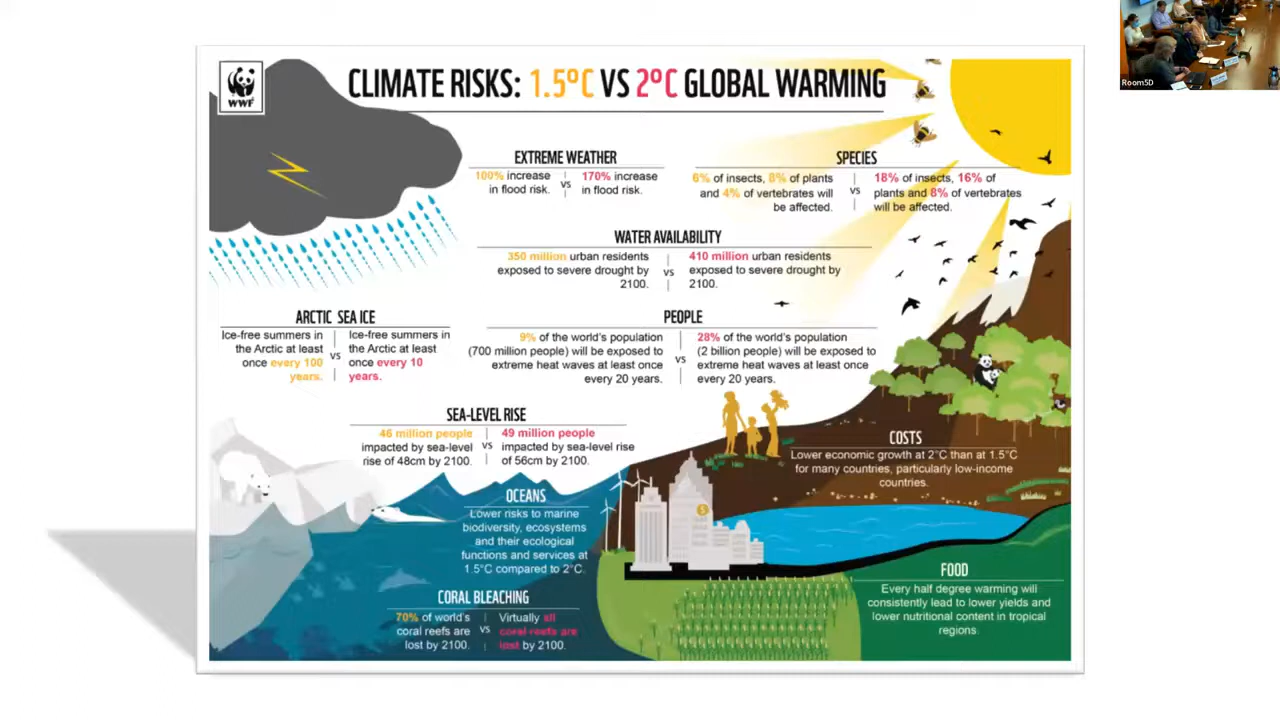 WWF
CLIMATE RISKS: 1.5°C VS 2°C GLOBAL WARMING
Room5D
EXTREME WEATHER
100% increase
in flood risk.
vs
170% increase
in flood risk.
SPECIES
6% of insects, 8% of plants
and 4% of vertebrates will
be affected.
vs
18% of insects, 16% of
plants and 8% of vertebrates
will be affected.
WATER AVAILABILITY
350 million urban residents
exposed to severe drought by
2100.
vs
410 million urban residents
exposed to severe drought by
2100.
ARCTIC SEA ICE
Ice-free summers in
the Arctic at least
once every 100
years.
vs
Ice-free summers in
the Arctic at least
once every 10
years.
PEOPLE
9% of the world's population
(700 million people) will be exposed to
extreme heat waves at least once
every 20 years.
vs
28% of the world's population
(2 billion people) will be exposed to
extreme heat waves at least once
every 20 years.
SEA-LEVEL RISE
46 million people
impacted by sea-level
rise of 48cm by 2100.
vs
49 million people
impacted by sea-level rise
of 56cm by 2100.
COSTS
Lower economic growth at 2°C than at 1.5°C
for many countries, particularly low-income
countries.
OCEANS
Lower risks to marine
biodiversity, ecosystems
and their ecological
functions and services at
1.5°C compared to 2°C.
$
FOOD
Every half degree warming will
consistently lead to lower yields and
lower nutritional content in tropical
regions.
CORAL BLEACHING
70% of world's
coral reefs are
lost by 2100.
vs
Virtually all
coral reefs are
lost by 2100.